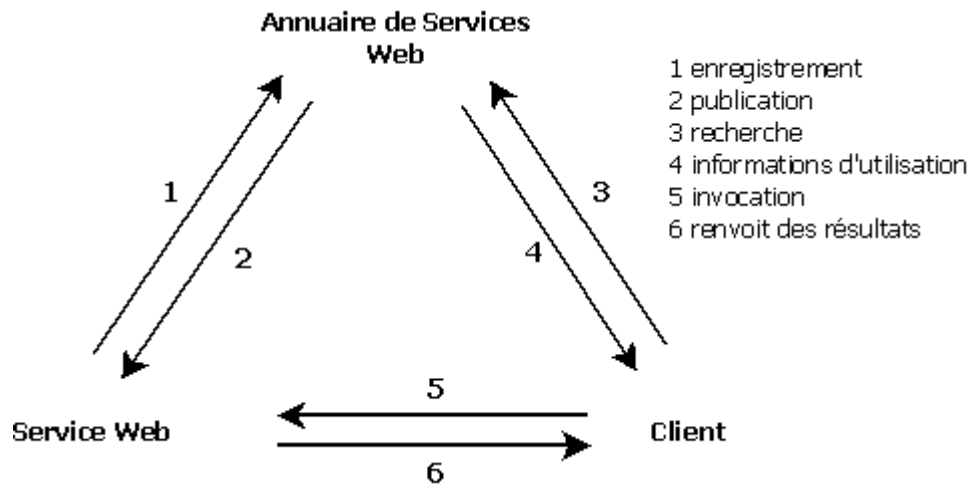 Annuaire de Services
Web
1 enregistrement
2 publication
3 recherche
4 informations d'utilisation
5 invocation
6 renvoit des résultats
1
2
3
4
5
6
Service Web
Client